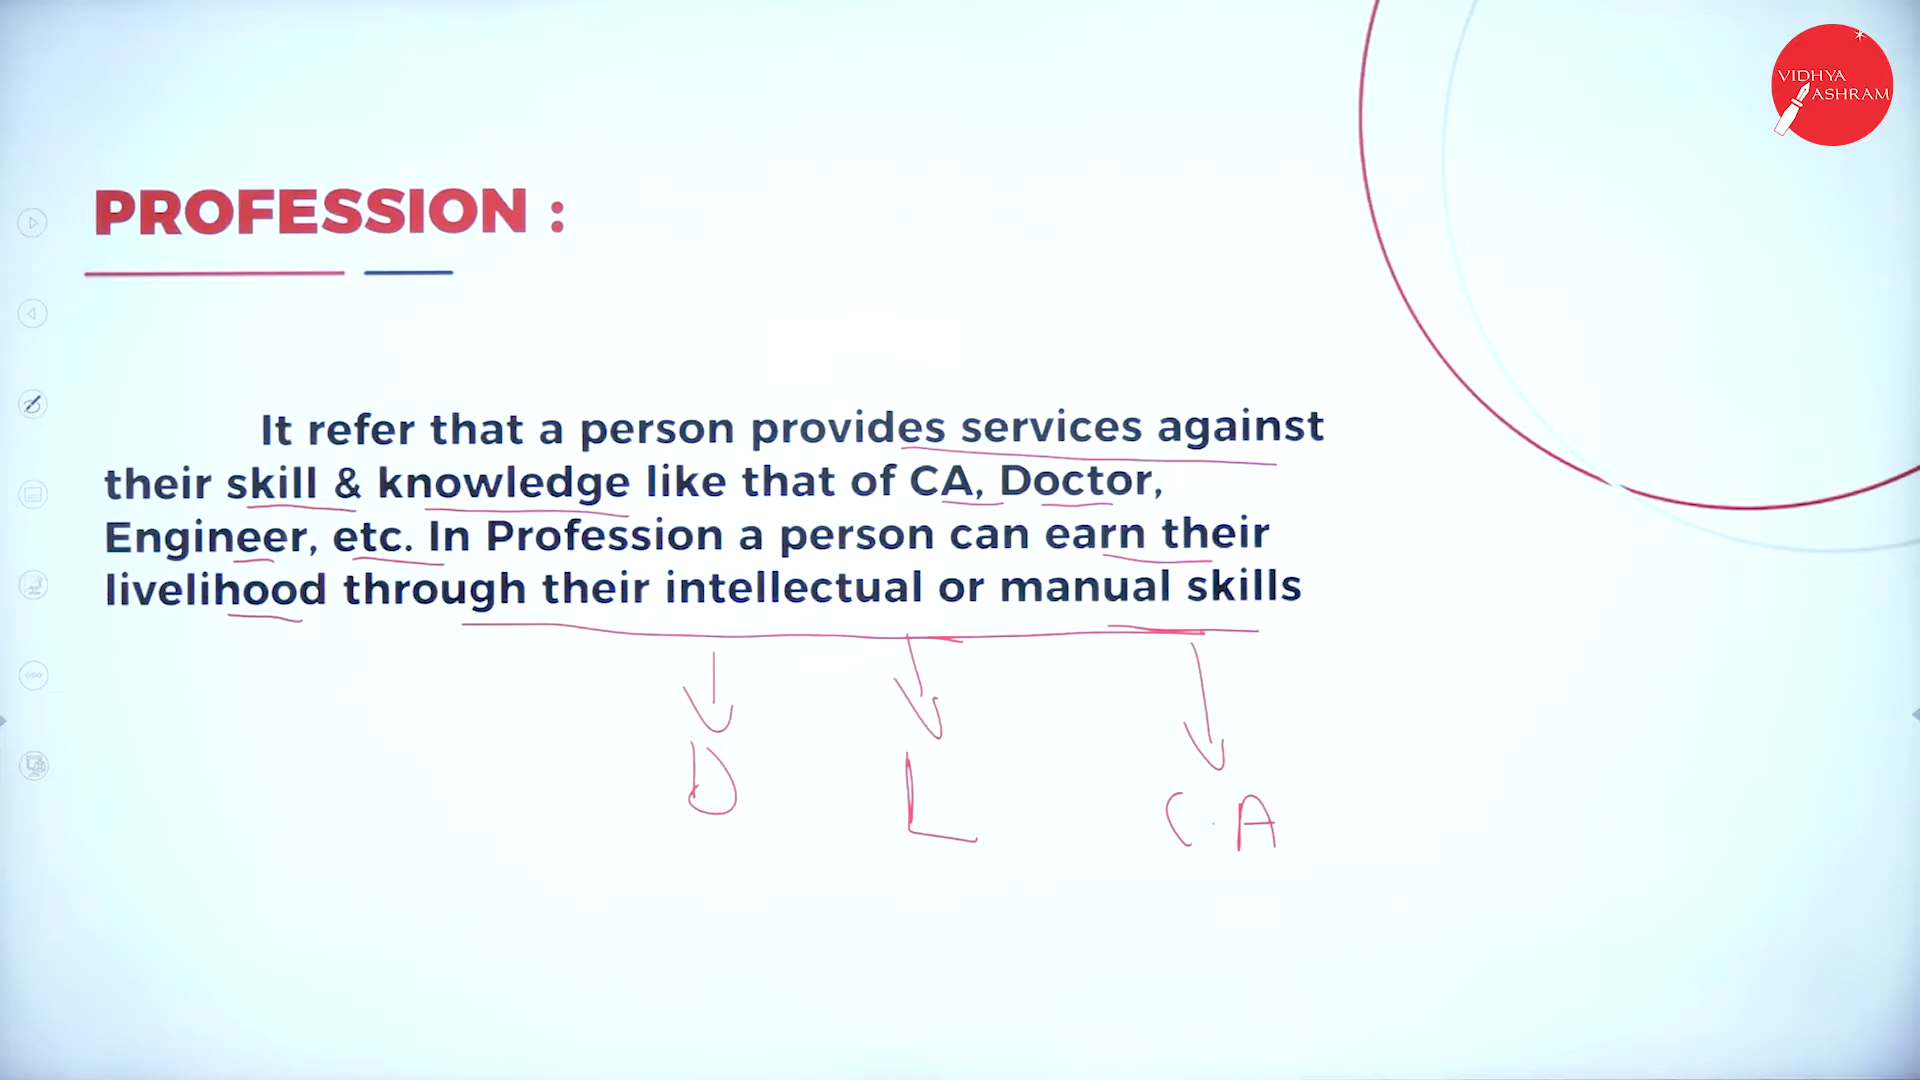 VIDHYA
ASHRAM
PROFESSION :
It refer that a person provides services against
their skill & knowledge like that of CA, Doctor,
Engineer, etc. In Profession a person can earn their
livelihood through their intellectual or manual skills
D L C.A